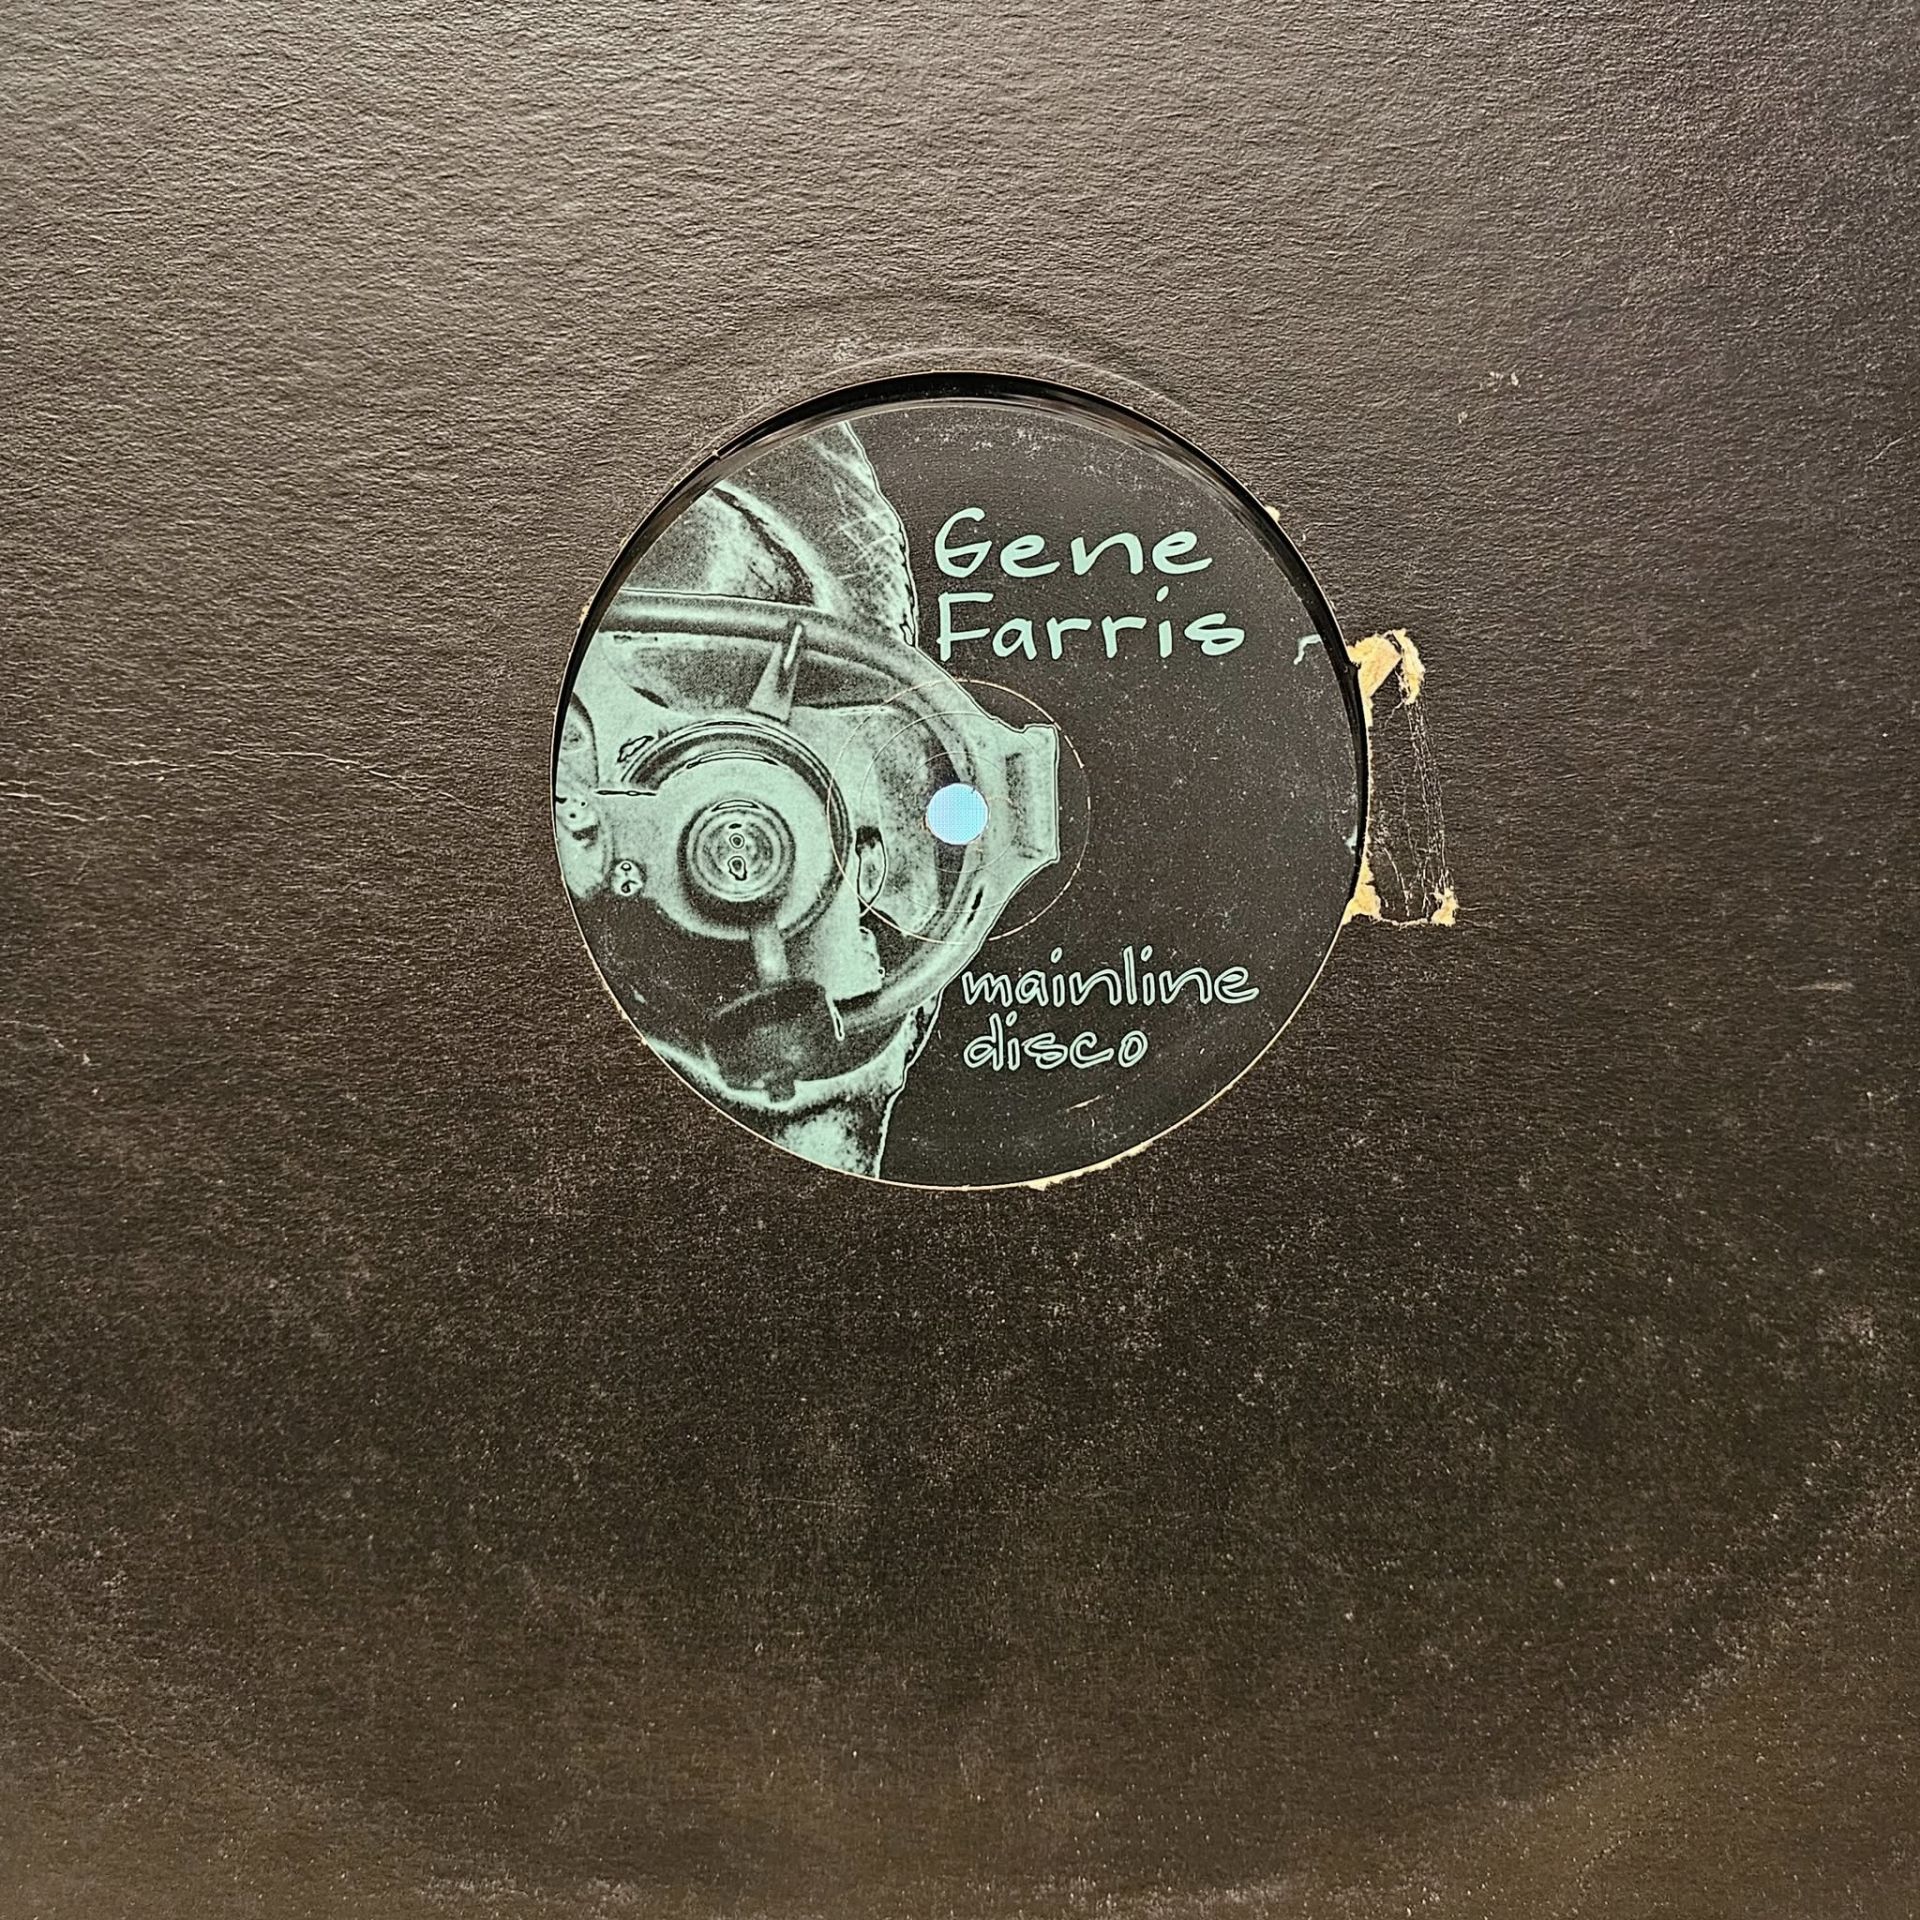 Gene
Farris
mainline
disco